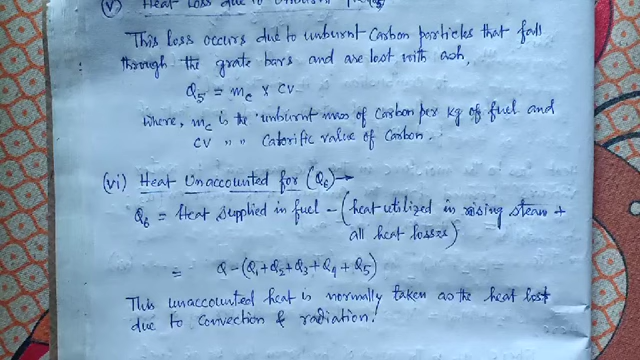 (v) Heat Loss due to
This loss occurs due to unburnt Carbon particles that fall
through the grate bars and are lost with ash,
Q5 = mc x CV
where, mc is the unburnt mass of Carbon per Kg of fuel and
CV " " Calorific value of Carbon.
(vi) Heat Unaccounted for (Q6) →
Q6 = Heat supplied in fuel - (heat utilized in raising steam +
all heat losses)
= Q-(Q1+Q2+Q3+Q4+Q5)
This unaccounted heat is normally taken as the heat lost
due to Convection & radiation!